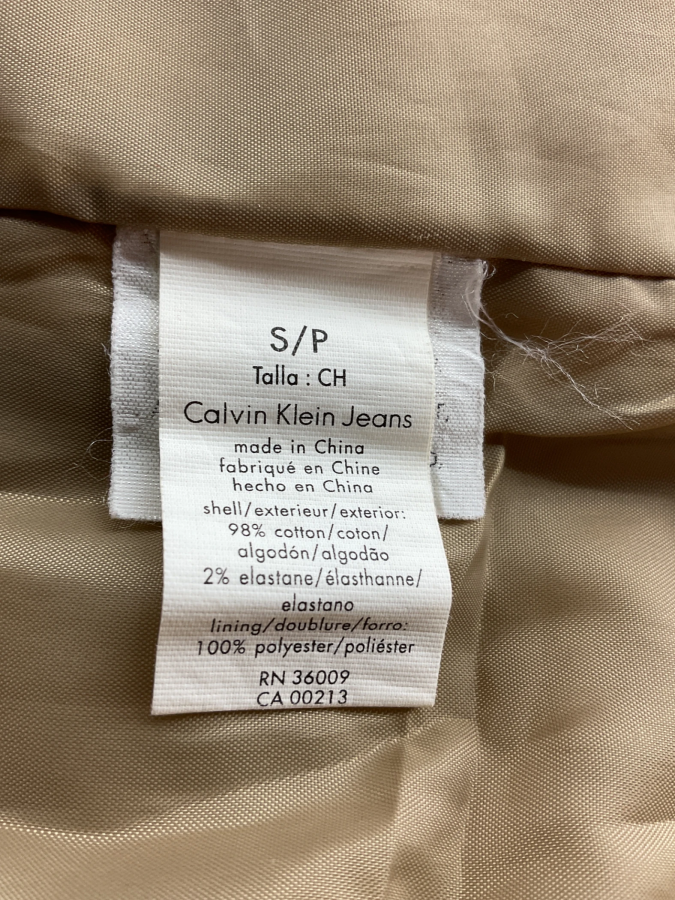 S/P
Talla : CH
Calvin Klein Jeans
made in China
fabriqué en Chine
hecho en China
shell/exterieur/exterior:
98% cotton/coton/
algodón/algodão
2% elastane/élasthanne/
elastano
lining/doublure/forro:
100% polyester/poliéster
RN 36009
CA 00213